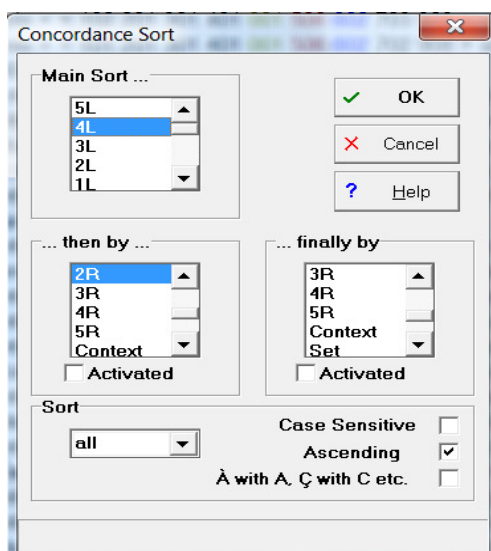 Concordance Sort
Main Sort ...
5L
4L
3L
2L
1L
OK
Cancel
? Help
... then by ...
2R
3R
4R
5R
Context
Activated
... finally by
3R
4R
5R
Context
Set
Activated
Sort
all
Case Sensitive
Ascending
À with A, Ç with C etc.